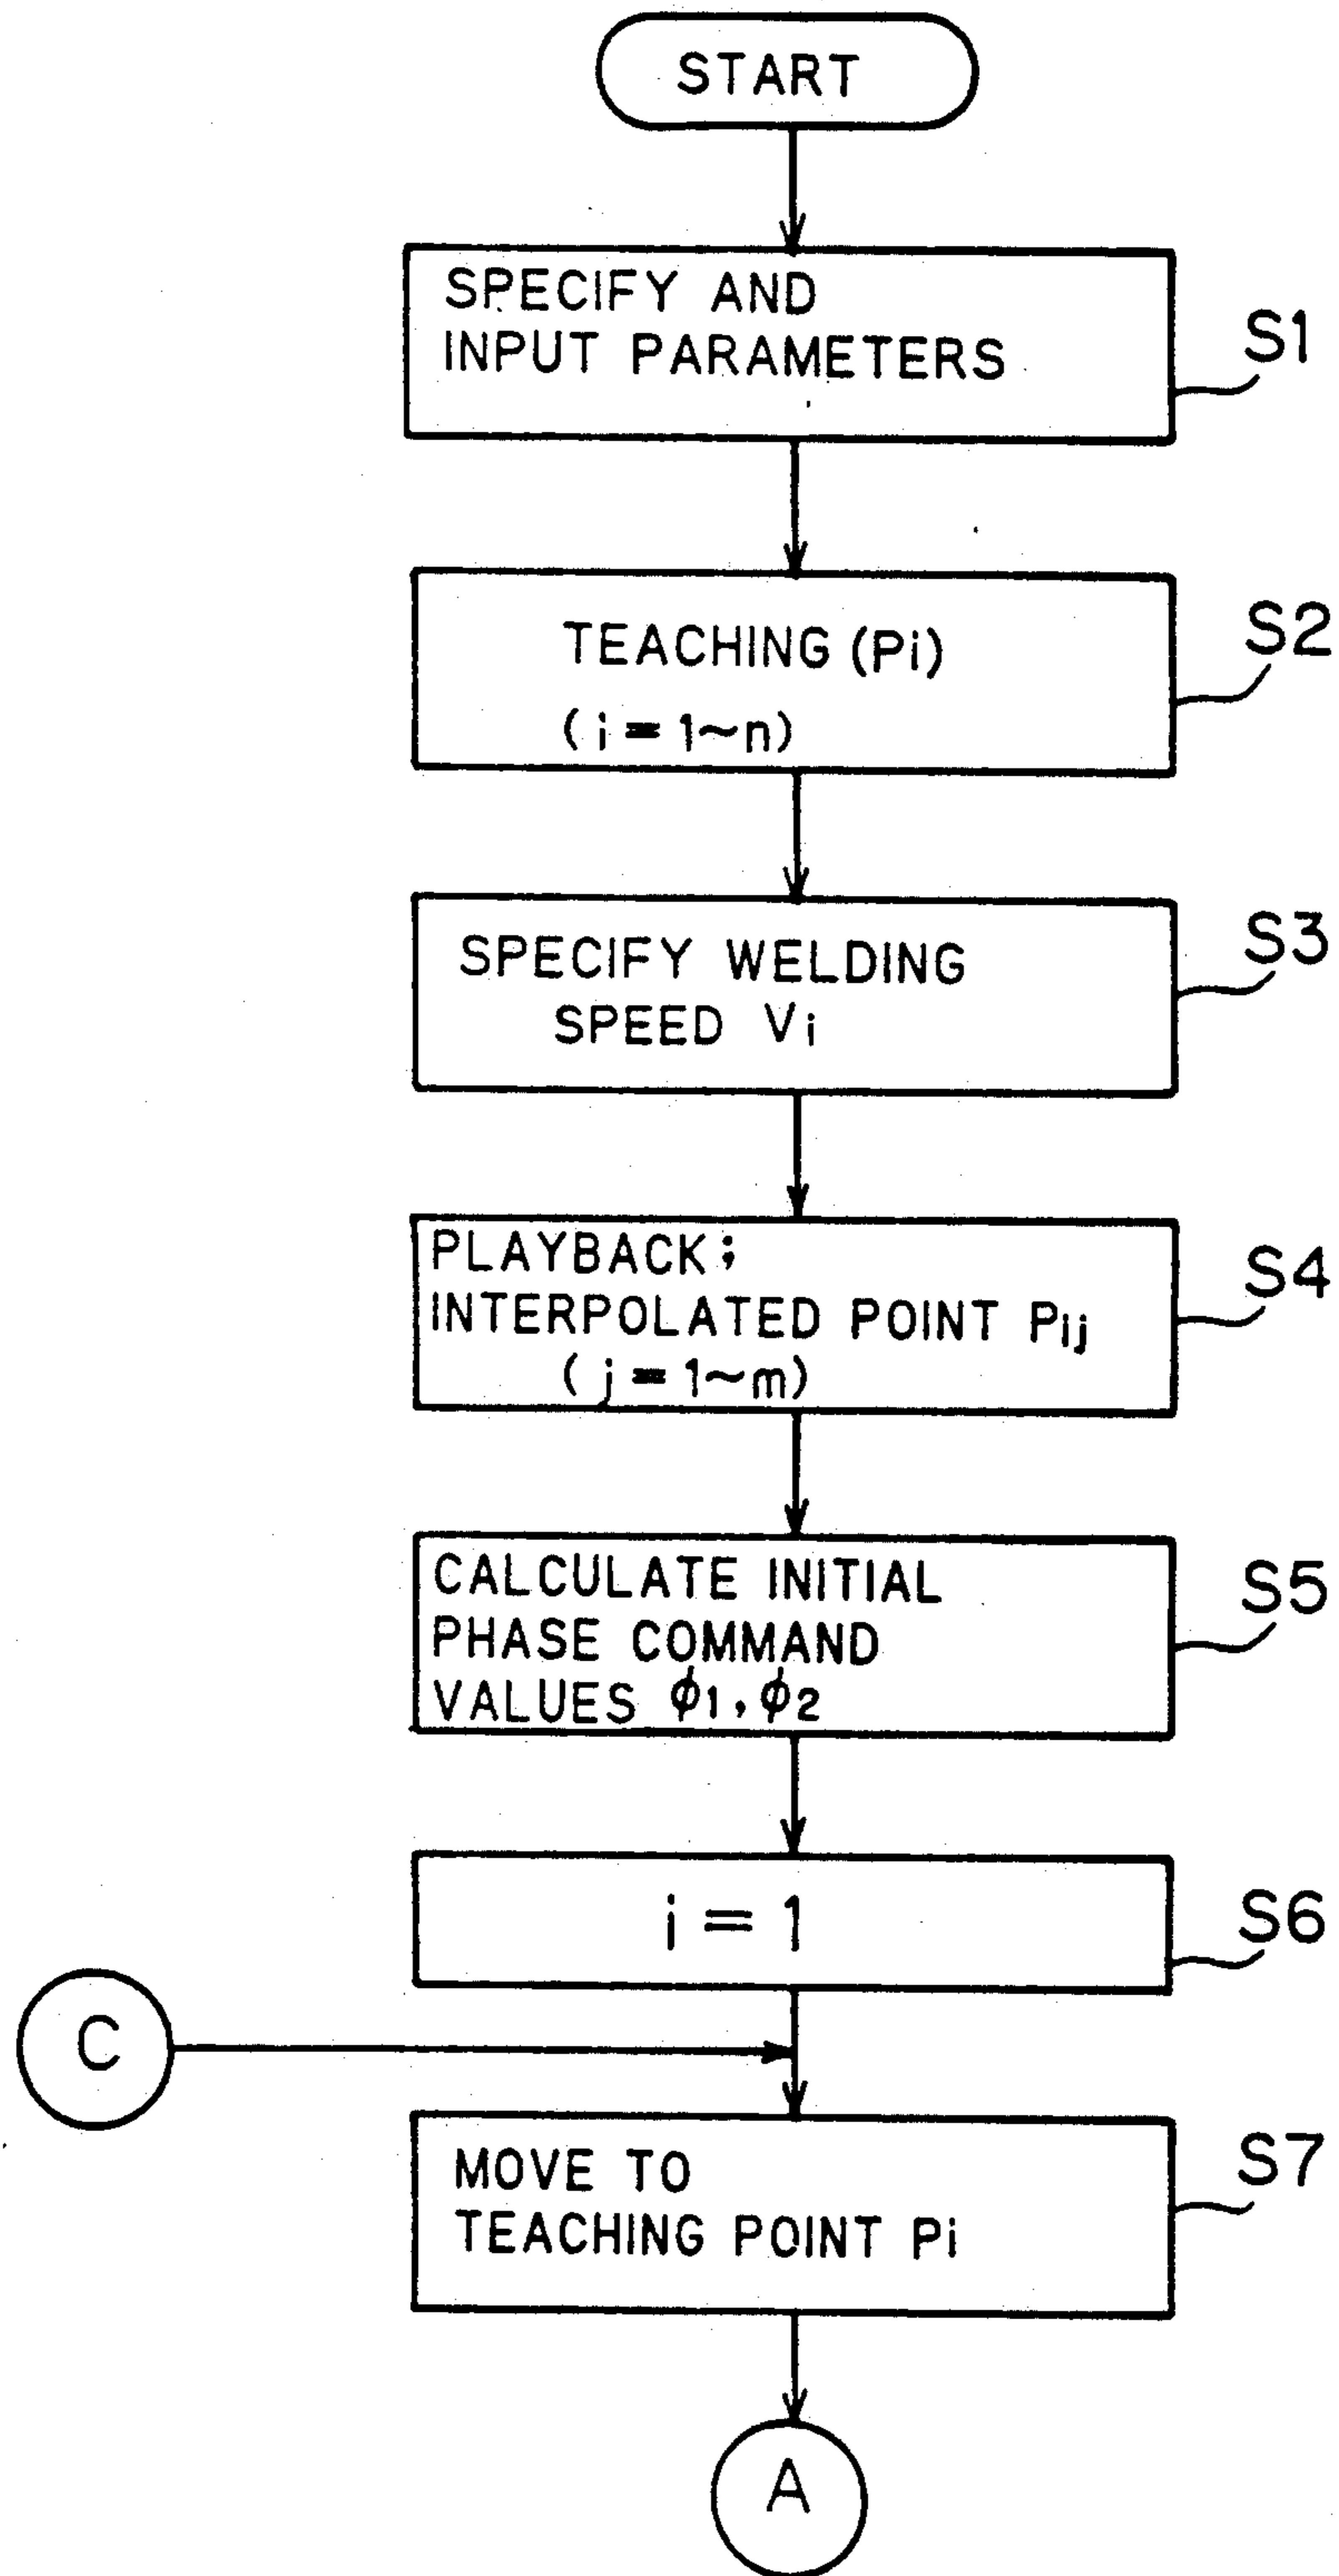 START
SPECIFY AND
INPUT PARAMETERS
S1
TEACHING (Pi)
(i = 1~n)
S2
SPECIFY WELDING
SPEED Vi
S3
PLAYBACK;
INTERPOLATED POINT Pij
(j = 1~m)
S4
CALCULATE INITIAL
PHASE COMMAND
VALUES ϕ1, ϕ2
S5
i = 1
S6
C
MOVE TO
TEACHING POINT Pi
S7
A